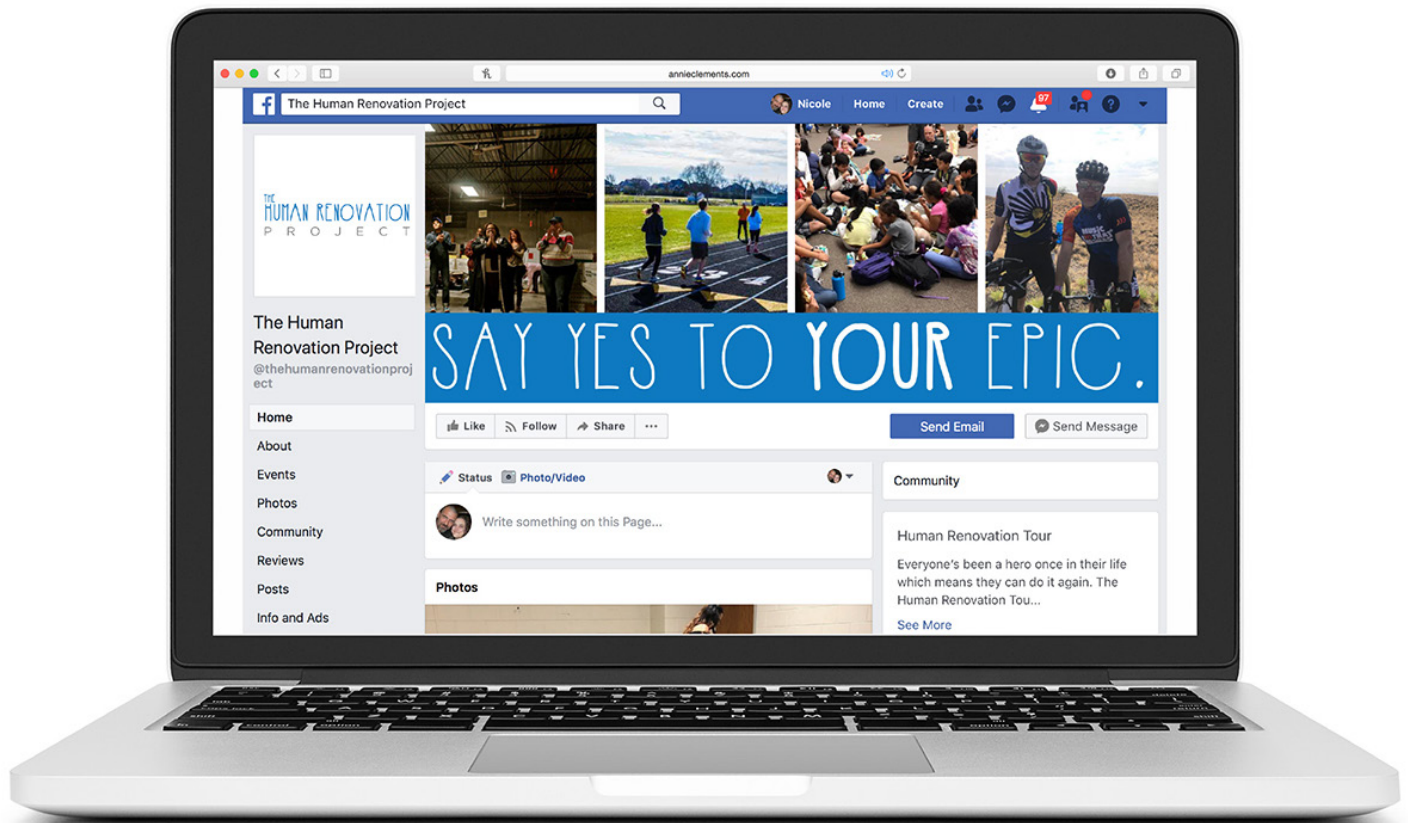 annieclements.com
The Human Renovation Project
Nicole
Home
Create
97
THE
HUMAN RENOVATION
PROJECT
The Human
Renovation Project
@thehumanrenovationproj
ect
Home
About
Events
Photos
Community
Reviews
Posts
Info and Ads
SAY YES TO YOUR EPIC.
Like
Follow
Share
Send Email
Send Message
Status
Photo/Video
Write something on this Page...
Photos
Community
Human Renovation Tour
Everyone's been a hero once in their life
which means they can do it again. The
Human Renovation Tou...
See More